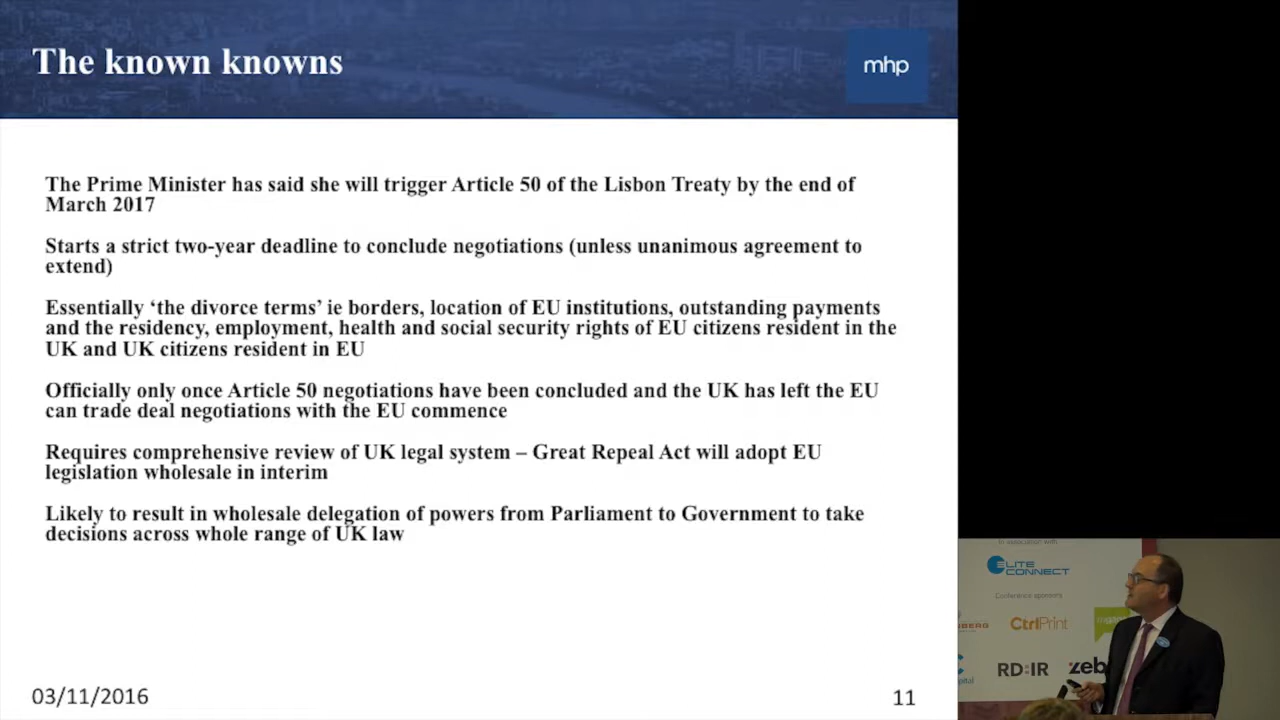 The known knowns
mhp
The Prime Minister has said she will trigger Article 50 of the Lisbon Treaty by the end of
March 2017
Starts a strict two-year deadline to conclude negotiations (unless unanimous agreement to
extend)
Essentially ‘the divorce terms’ ie borders, location of EU institutions, outstanding payments
and the residency, employment, health and social security rights of EU citizens resident in the
UK and UK citizens resident in EU
Officially only once Article 50 negotiations have been concluded and the UK has left the EU
can trade deal negotiations with the EU commence
Requires comprehensive review of UK legal system – Great Repeal Act will adopt EU
legislation wholesale in interim
Likely to result in wholesale delegation of powers from Parliament to Government to take
decisions across whole range of UK law
03/11/2016
11
In association with
ELITE
CONNECT
Conference sponsors
CtrlPrint
RD:IR
zeb